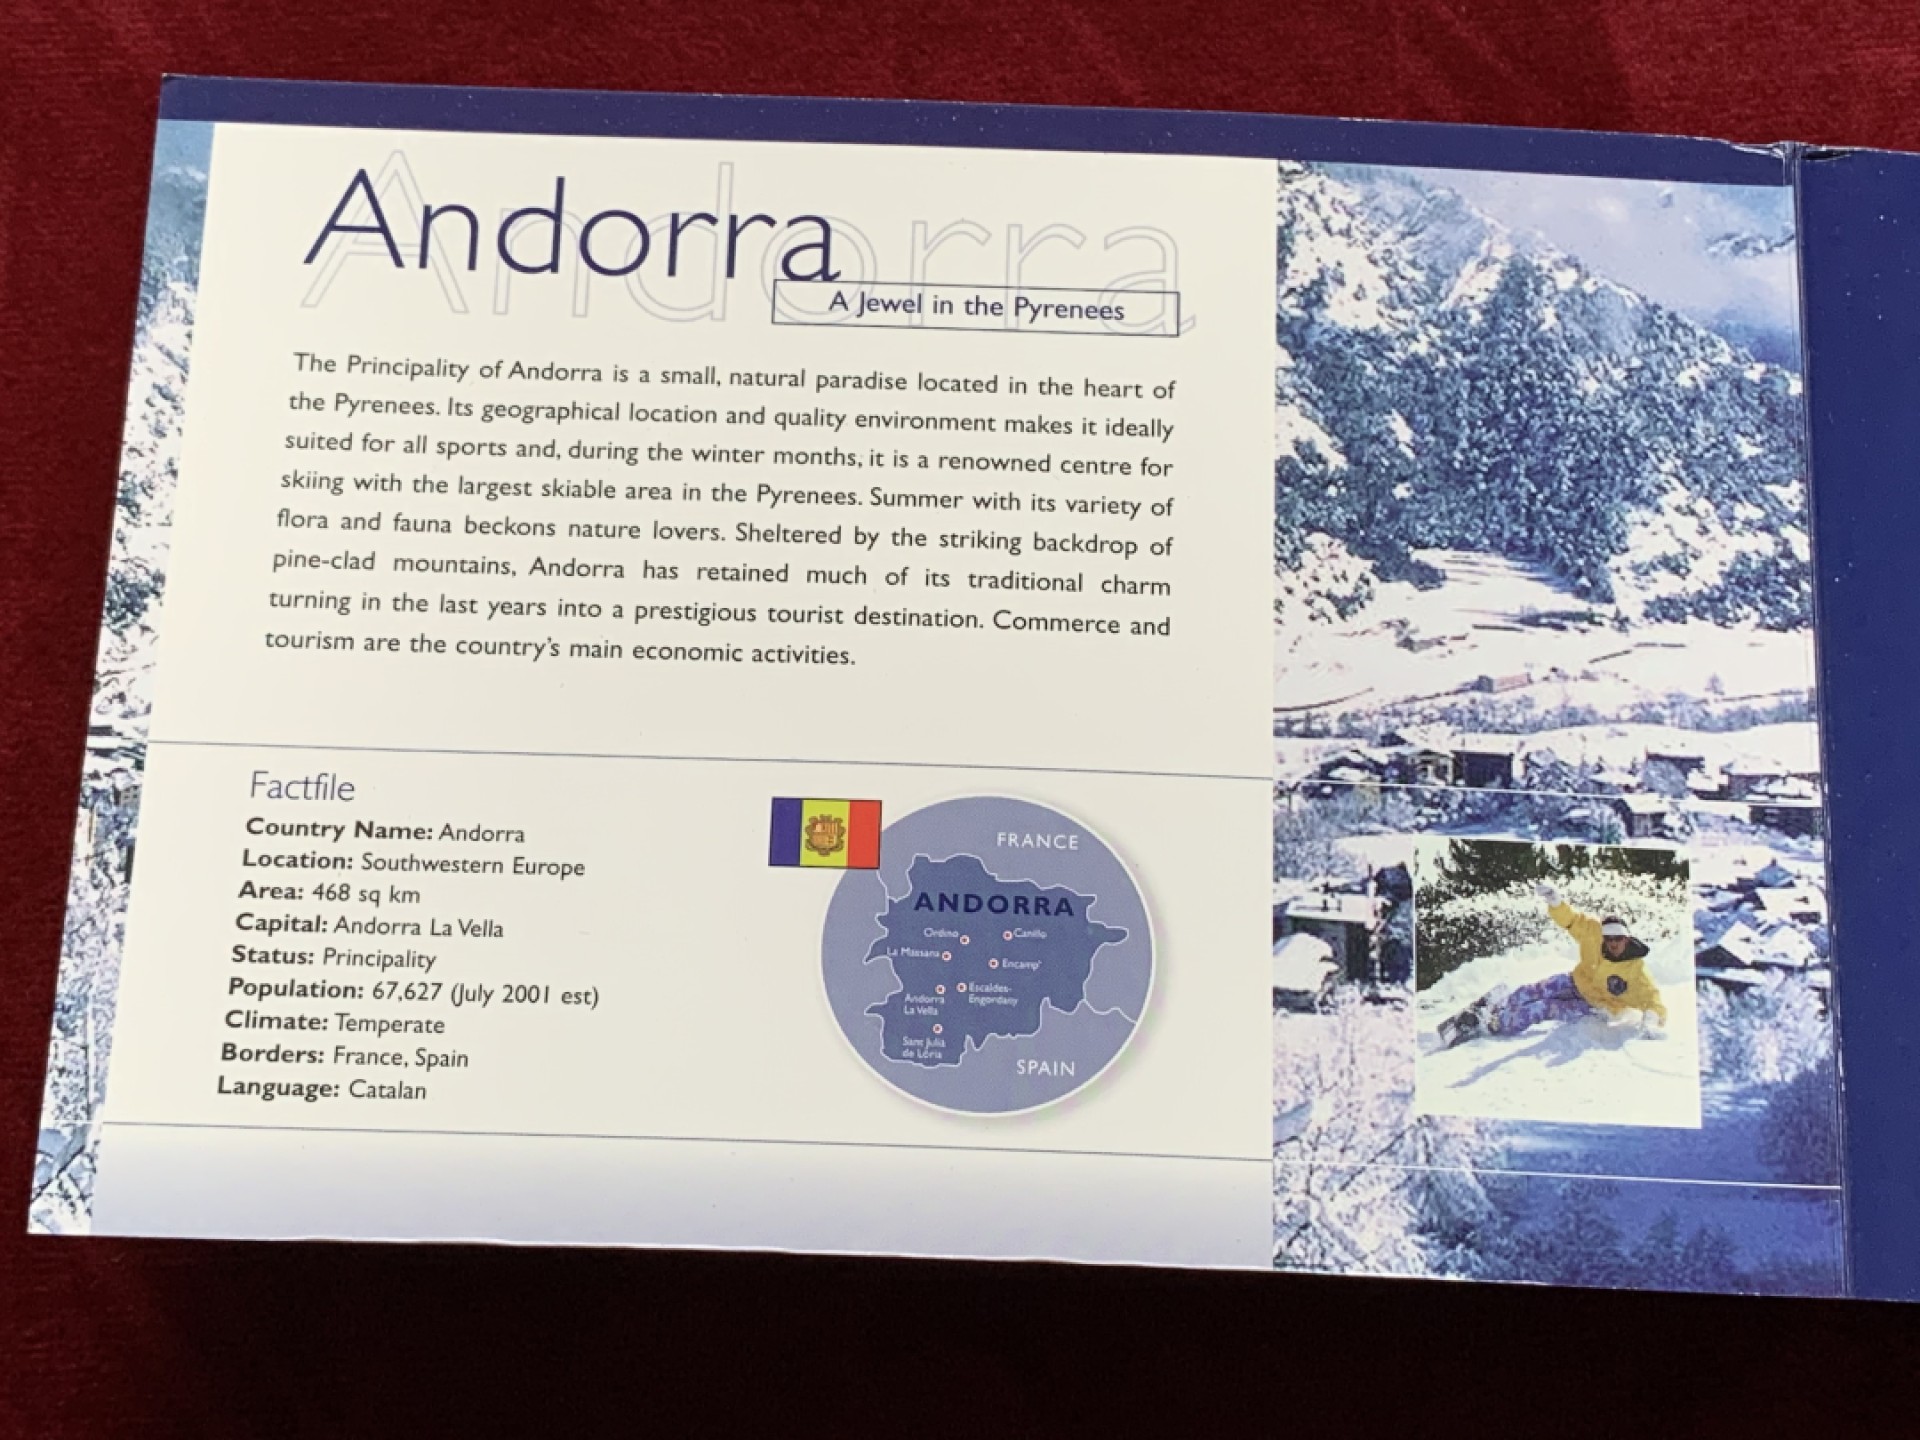 Andorra
A Jewel in the Pyrenees
The Principality of Andorra is a small, natural paradise located in the heart of
the Pyrenees. Its geographical location and quality environment makes it ideally
suited for all sports and, during the winter months, it is a renowned centre for
skiing with the largest skiable area in the Pyrenees. Summer with its variety of
flora and fauna beckons nature lovers. Sheltered by the striking backdrop of
pine-clad mountains, Andorra has retained much of its traditional charm
turning in the last years into a prestigious tourist destination. Commerce and
tourism are the country's main economic activities.
Factfile
Country Name: Andorra
Location: Southwestern Europe
Area: 468 sq km
Capital: Andorra La Vella
Status: Principality
Population: 67,627 (July 2001 est)
Climate: Temperate
Borders: France, Spain
Language: Catalan
FRANCE
ANDORRA
Ordino
Canillo
La Massana
Encamp
Escaldes-
Engordany
Andorra
La Vella
Sant Julià
de Lòria
SPAIN